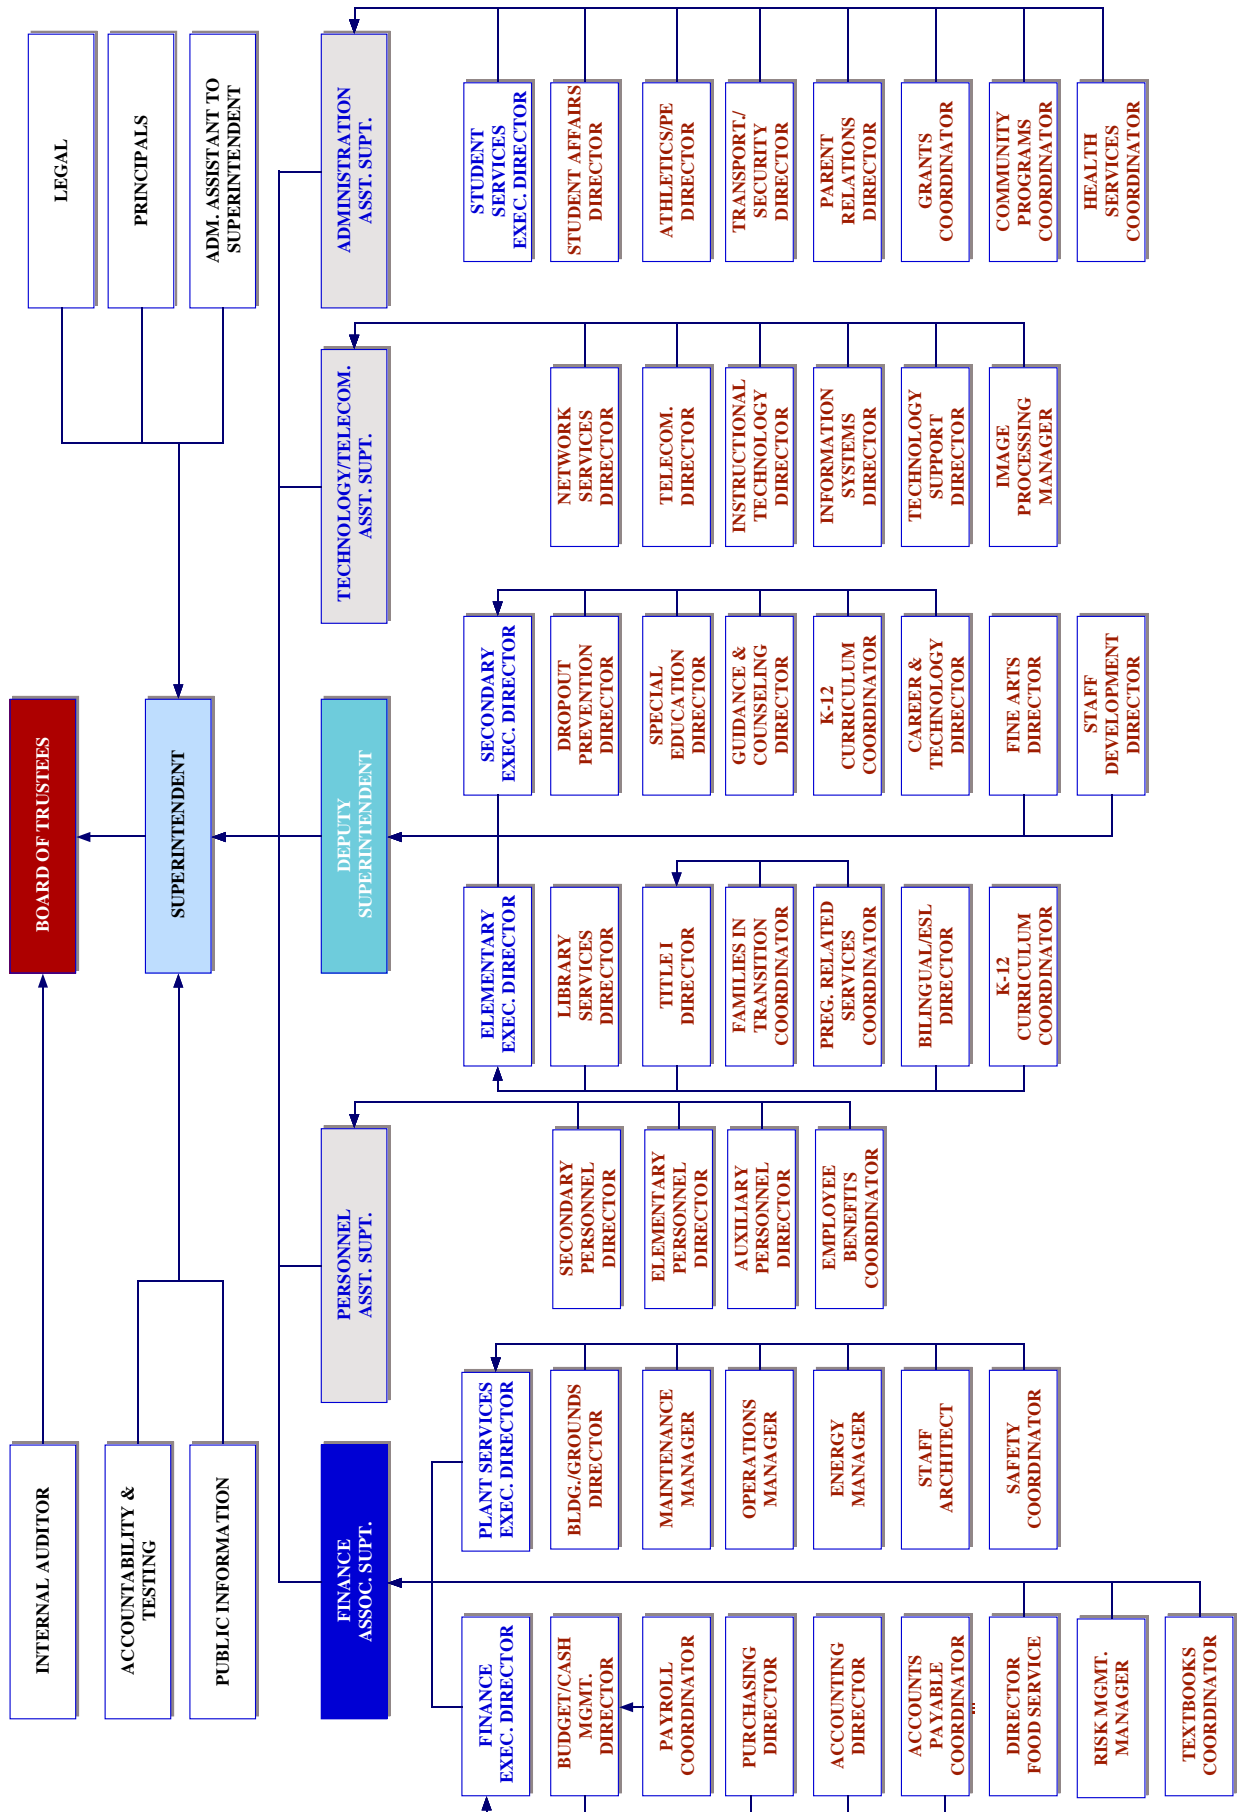 BOARD OF TRUSTEES
INTERNAL AUDITOR
SUPERINTENDENT
LEGAL
PRINCIPALS
ADM. ASSISTANT TO
SUPERINTENDENT
ACCOUNTABILITY &
TESTING
PUBLIC INFORMATION
FINANCE
ASSOC. SUPT.
PERSONNEL
ASST. SUPT.
DEPUTY
SUPERINTENDENT
TECHNOLOGY/TELECOM.
ASST. SUPT.
ADMINISTRATION
ASST. SUPT.
FINANCE
EXEC. DIRECTOR
BUDGET/CASH
MGMT.
DIRECTOR
PAYROLL
COORDINATOR
PURCHASING
DIRECTOR
ACCOUNTING
DIRECTOR
ACCOUNTS
PAYABLE
COORDINATOR
DIRECTOR
FOOD SERVICE
RISK MGMT.
MANAGER
TEXTBOOKS
COORDINATOR
PLANT SERVICES
EXEC. DIRECTOR
BLDG./GROUNDS
DIRECTOR
MAINTENANCE
MANAGER
OPERATIONS
MANAGER
ENERGY
MANAGER
STAFF
ARCHITECT
SAFETY
COORDINATOR
SECONDARY
PERSONNEL
DIRECTOR
ELEMENTARY
PERSONNEL
DIRECTOR
AUXILIARY
PERSONNEL
DIRECTOR
EMPLOYEE
BENEFITS
COORDINATOR
ELEMENTARY
EXEC. DIRECTOR
LIBRARY
SERVICES
DIRECTOR
TITLE I
DIRECTOR
FAMILIES IN
TRANSITION
COORDINATOR
PREG. RELATED
SERVICES
COORDINATOR
BILINGUAL/ESL
DIRECTOR
K-12
CURRICULUM
COORDINATOR
SECONDARY
EXEC. DIRECTOR
DROPOUT
PREVENTION
DIRECTOR
SPECIAL
EDUCATION
DIRECTOR
GUIDANCE &
COUNSELING
DIRECTOR
K-12
CURRICULUM
COORDINATOR
CAREER &
TECHNOLOGY
DIRECTOR
FINE ARTS
DIRECTOR
STAFF
DEVELOPMENT
DIRECTOR
NETWORK
SERVICES
DIRECTOR
TELECOM.
DIRECTOR
INSTRUCTIONAL
TECHNOLOGY
DIRECTOR
INFORMATION
SYSTEMS
DIRECTOR
TECHNOLOGY
SUPPORT
DIRECTOR
IMAGE
PROCESSING
MANAGER
STUDENT
SERVICES
EXEC. DIRECTOR
STUDENT AFFAIRS
DIRECTOR
ATHLETICS/PE
DIRECTOR
TRANSPORT./
SECURITY
DIRECTOR
PARENT
RELATIONS
DIRECTOR
GRANTS
COORDINATOR
COMMUNITY
PROGRAMS
COORDINATOR
HEALTH
SERVICES
COORDINATOR